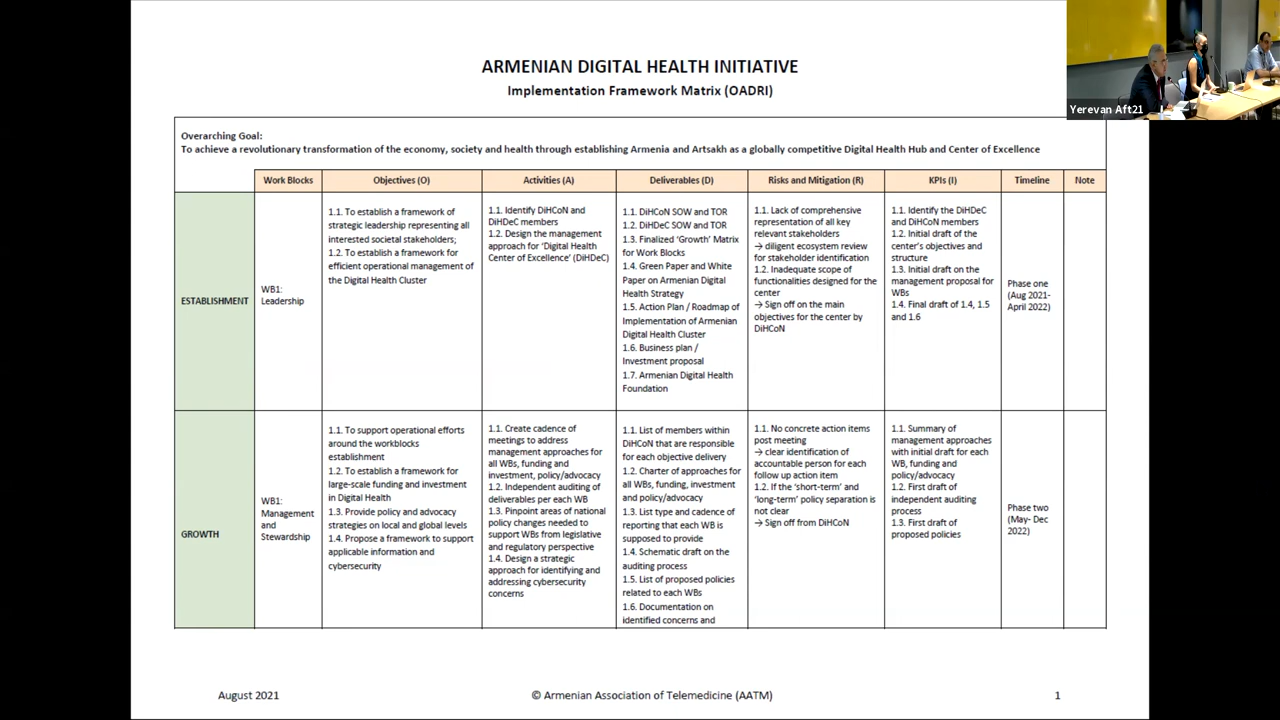 ARMENIAN DIGITAL HEALTH INITIATIVE
Implementation Framework Matrix (OADRI)
Yerevan Aft21
Overarching Goal:
To achieve a revolutionary transformation of the economy, society and health through establishing Armenia and Artsakh as a globally competitive Digital Health Hub and Center of Excellence
Work Blocks
Objectives (O)
Activities (A)
Deliverables (D)
Risks and Mitigation (R)
KPIs (I)
Timeline
Note
ESTABLISHMENT
WB1:
Leadership
1.1. To establish a framework of
strategic leadership representing all
interested societal stakeholders;
1.2. To establish a framework for
efficient operational management of
the Digital Health Cluster
1.1. Identify DiHCoN and
DiHDeC members
1.2. Design the management
approach for 'Digital Health
Center of Excellence' (DiHDeC)
1.1. DiHCoN SOW and TOR
1.2. DiHDeC SOW and TOR
1.3. Finalized 'Growth' Matrix
for Work Blocks
1.4. Green Paper and White
Paper on Armenian Digital
Health Strategy
1.5. Action Plan / Roadmap of
Implementation of Armenian
Digital Health Cluster
1.6. Business plan /
Investment proposal
1.7. Armenian Digital Health
Foundation
1.1. Lack of comprehensive
representation of all key
relevant stakeholders
→ diligent ecosystem review
for stakeholder identification
1.2. Inadequate scope of
functionalities designed for the
center
→ Sign off on the main
objectives for the center by
DiHCoN
1.1. Identify the DiHDeC
and DiHCoN members
1.2. Initial draft of the
center's objectives and
structure
1.3. Initial draft on the
management proposal for
WBs
1.4. Final draft of 1.4, 1.5
and 1.6
Phase one
(Aug 2021-
April 2022)
GROWTH
WB1:
Management
and
Stewardship
1.1. To support operational efforts
around the workblocks
establishment
1.2. To establish a framework for
large-scale funding and investment
in Digital Health
1.3. Provide policy and advocacy
strategies on local and global levels
1.4. Propose a framework to support
applicable information and
cybersecurity
1.1. Create cadence of
meetings to address
management approaches for
all WBs, funding and
investment, policy/advocacy
1.2. Independent auditing of
deliverables per each WB
1.3. Pinpoint areas of national
policy changes needed to
support WBs from legislative
and regulatory perspective
1.4. Design a strategic
approach for identifying and
addressing cybersecurity
concerns
1.1. List of members within
DiHCoN that are responsible
for each objective delivery
1.2. Charter of approaches for
all WBs, funding, investment
and policy/advocacy
1.3. List type and cadence of
reporting that each WB is
supposed to provide
1.4. Schematic draft on the
auditing process
1.5. List of proposed policies
related to each WBs
1.6. Documentation on
identified concerns and
1.1. No concrete action items
post meeting
→ clear identification of
accountable person for each
follow up action item
1.2. If the 'short-term' and
'long-term' policy separation is
not clear
→ Sign off from DiHCoN
1.1. Summary of
management approaches
with initial draft for each
WB, funding and
policy/advocacy
1.2. First draft of
independent auditing
process
1.3. First draft of
proposed policies
Phase two
(May- Dec
2022)
August 2021
© Armenian Association of Telemedicine (AATM)
1